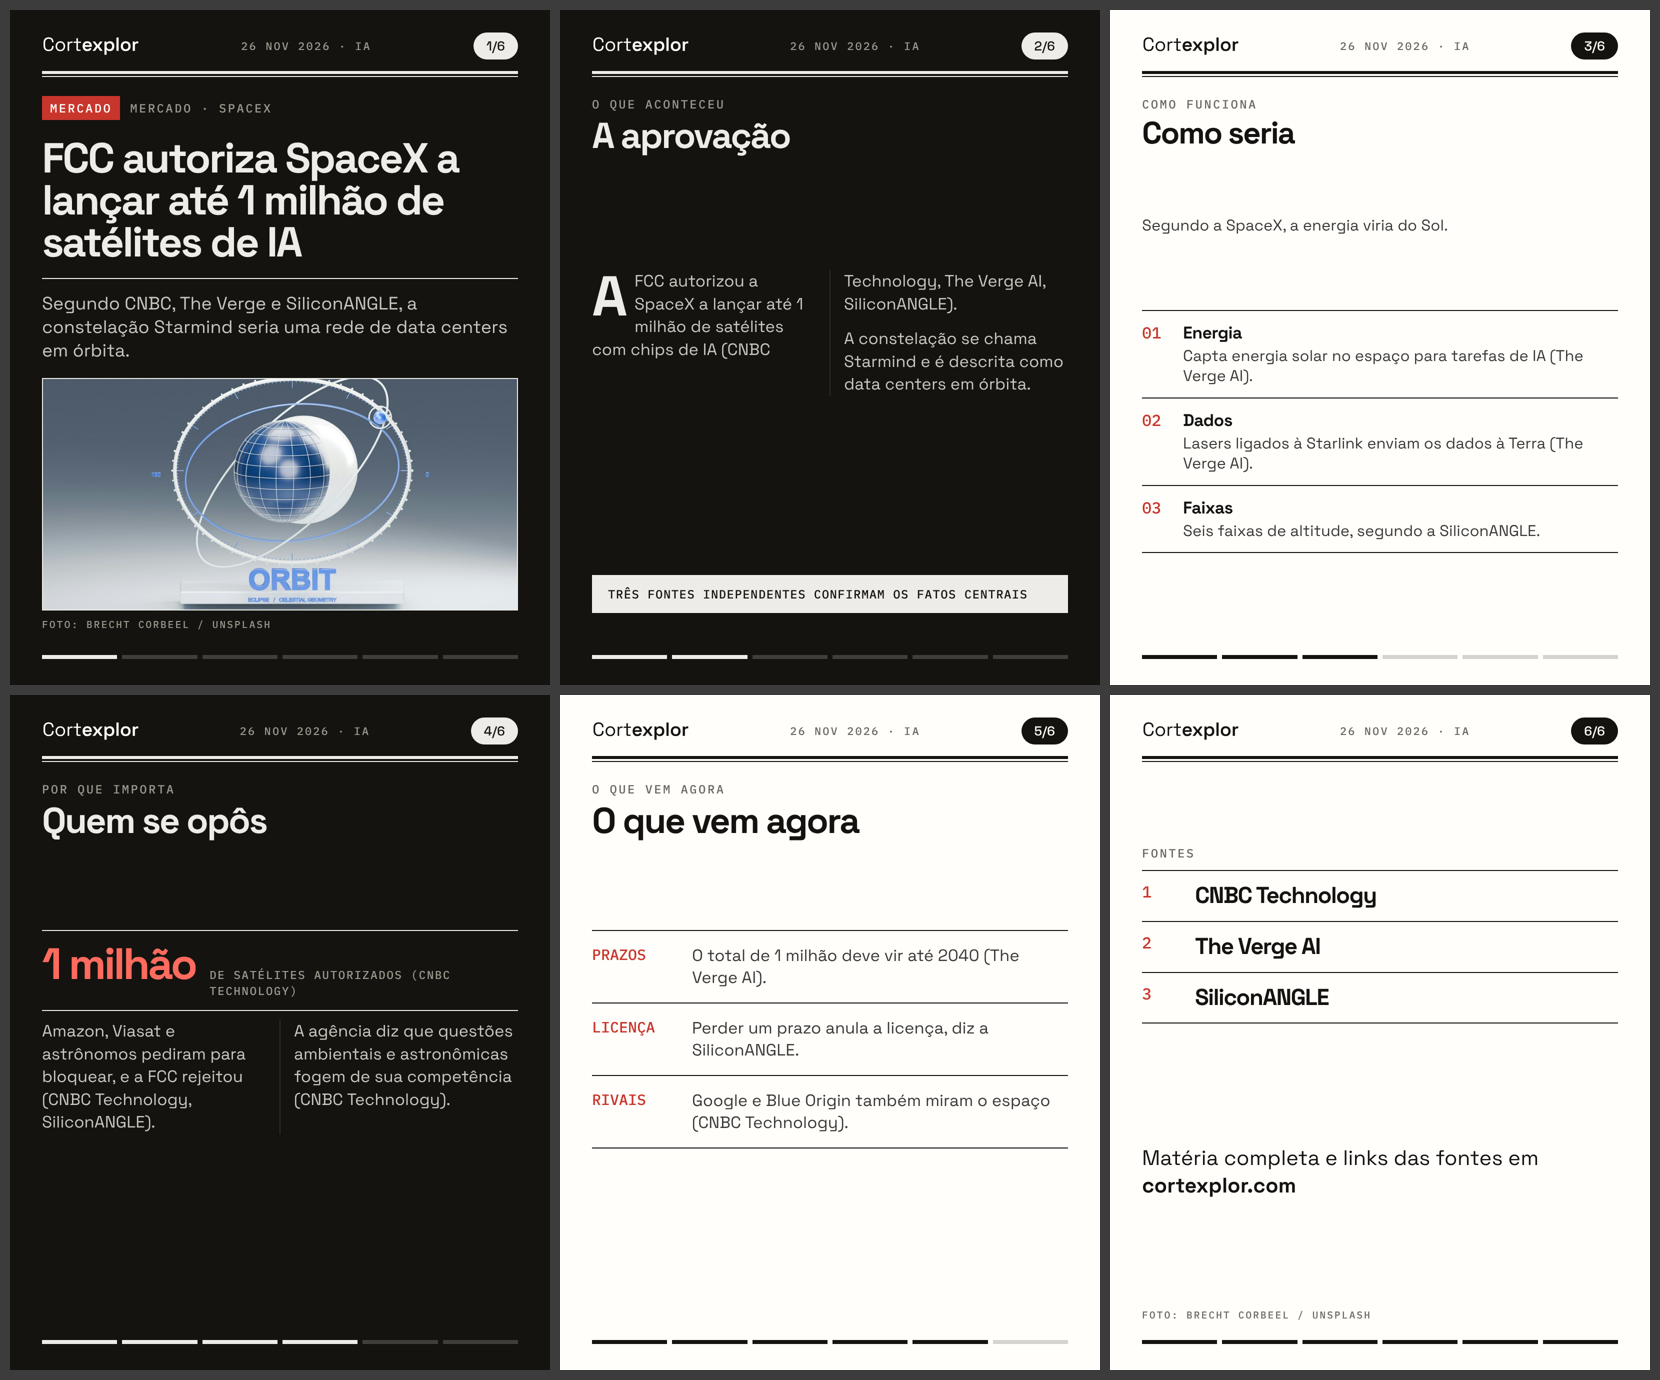 Cortexplor
26 NOV 2026 · IA
1/6
MERCADO
MERCADO · SPACEX
FCC autoriza SpaceX a
lançar até 1 milhão de
satélites de IA
Segundo CNBC, The Verge e SiliconANGLE, a
constelação Starmind seria uma rede de data centers
em órbita.
ORBIT
ECLIPSE / CELESTIAL GEOMETRY
FOTO: BRECHT CORBEEL / UNSPLASH
Cortexplor
26 NOV 2026 · IA
2/6
O QUE ACONTECEU
A aprovação
A FCC autorizou a
SpaceX a lançar até 1
milhão de satélites
com chips de IA (CNBC
Technology, The Verge AI,
SiliconANGLE).
A constelação se chama
Starmind e é descrita como
data centers em órbita.
TRÊS FONTES INDEPENDENTES CONFIRMAM OS FATOS CENTRAIS
Cortexplor
26 NOV 2026 · IA
3/6
COMO FUNCIONA
Como seria
Segundo a SpaceX, a energia viria do Sol.
01 Energia
Capta energia solar no espaço para tarefas de IA (The
Verge AI).
02 Dados
Lasers ligados à Starlink enviam os dados à Terra (The
Verge AI).
03 Faixas
Seis faixas de altitude, segundo a SiliconANGLE.
Cortexplor
26 NOV 2026 · IA
4/6
POR QUE IMPORTA
Quem se opôs
1 milhão
DE SATÉLITES AUTORIZADOS (CNBC
TECHNOLOGY)
Amazon, Viasat e
astrônomos pediram para
bloquear, e a FCC rejeitou
(CNBC Technology,
SiliconANGLE).
A agência diz que questões
ambientais e astronômicas
fogem de sua competência
(CNBC Technology).
Cortexplor
26 NOV 2026 · IA
5/6
O QUE VEM AGORA
O que vem agora
PRAZOS
O total de 1 milhão deve vir até 2040 (The
Verge AI).
LICENÇA
Perder um prazo anula a licença, diz a
SiliconANGLE.
RIVAIS
Google e Blue Origin também miram o espaço
(CNBC Technology).
Cortexplor
26 NOV 2026 · IA
6/6
FONTES
1 CNBC Technology
2 The Verge AI
3 SiliconANGLE
Matéria completa e links das fontes em
cortexplor.com
FOTO: BRECHT CORBEEL / UNSPLASH